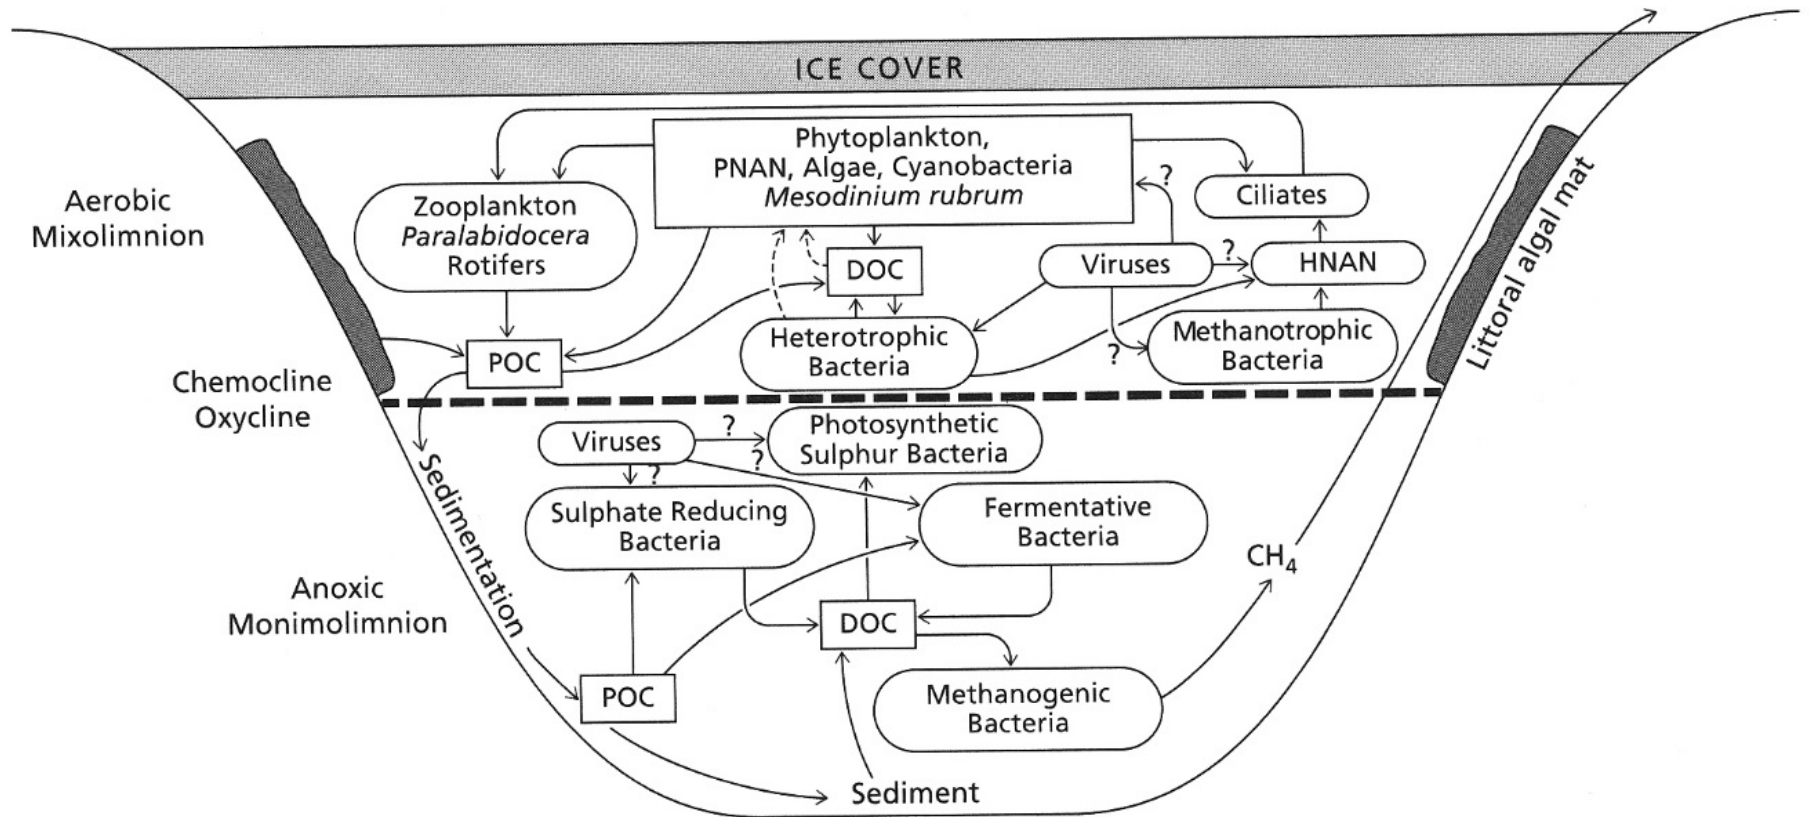 ICE COVER
Phytoplankton,
PNAN, Algae, Cyanobacteria
Mesodinium rubrum
?
Ciliates
Aerobic
Mixolimnion
Zooplankton
Paralabidocera
Rotifers
DOC
Viruses
?
HNAN
Littoral algal mat
POC
Heterotrophic
Bacteria
?
Methanotrophic
Bacteria
Chemocline
Oxycline
Viruses
?
?
?
Photosynthetic
Sulphur Bacteria
Sedimentation
Sulphate Reducing
Bacteria
Fermentative
Bacteria
CH4
Anoxic
Monimolimnion
DOC
POC
Methanogenic
Bacteria
Sediment